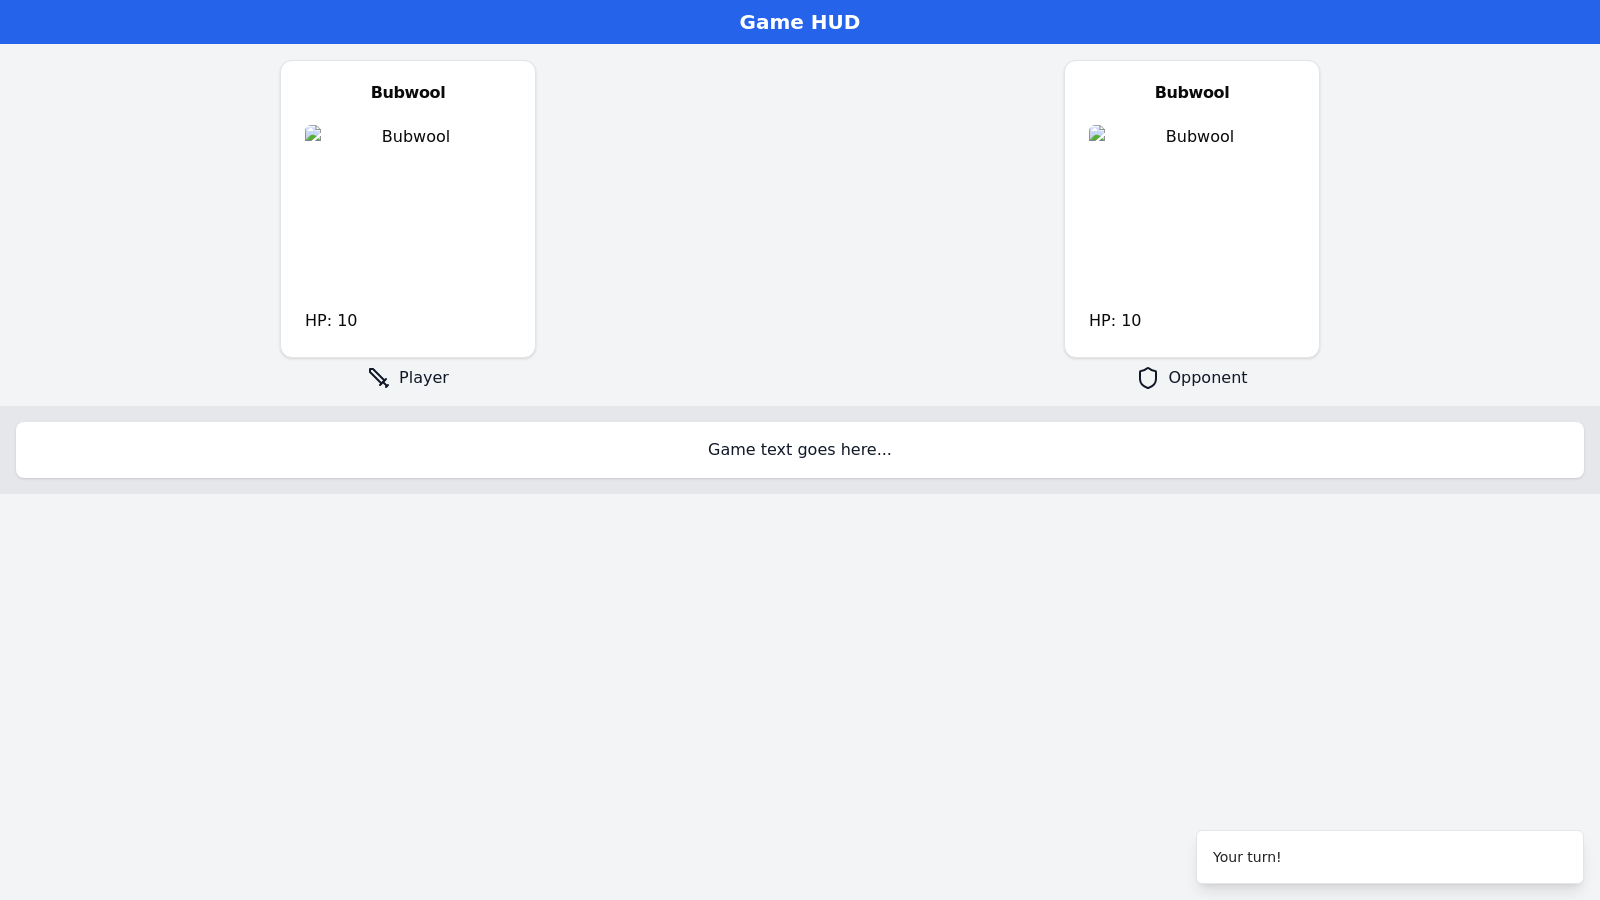 Game HUD
Bubwool
Bubwool
HP: 10
Player
Bubwool
Bubwool
HP: 10
Opponent
Game text goes here...
Your turn!